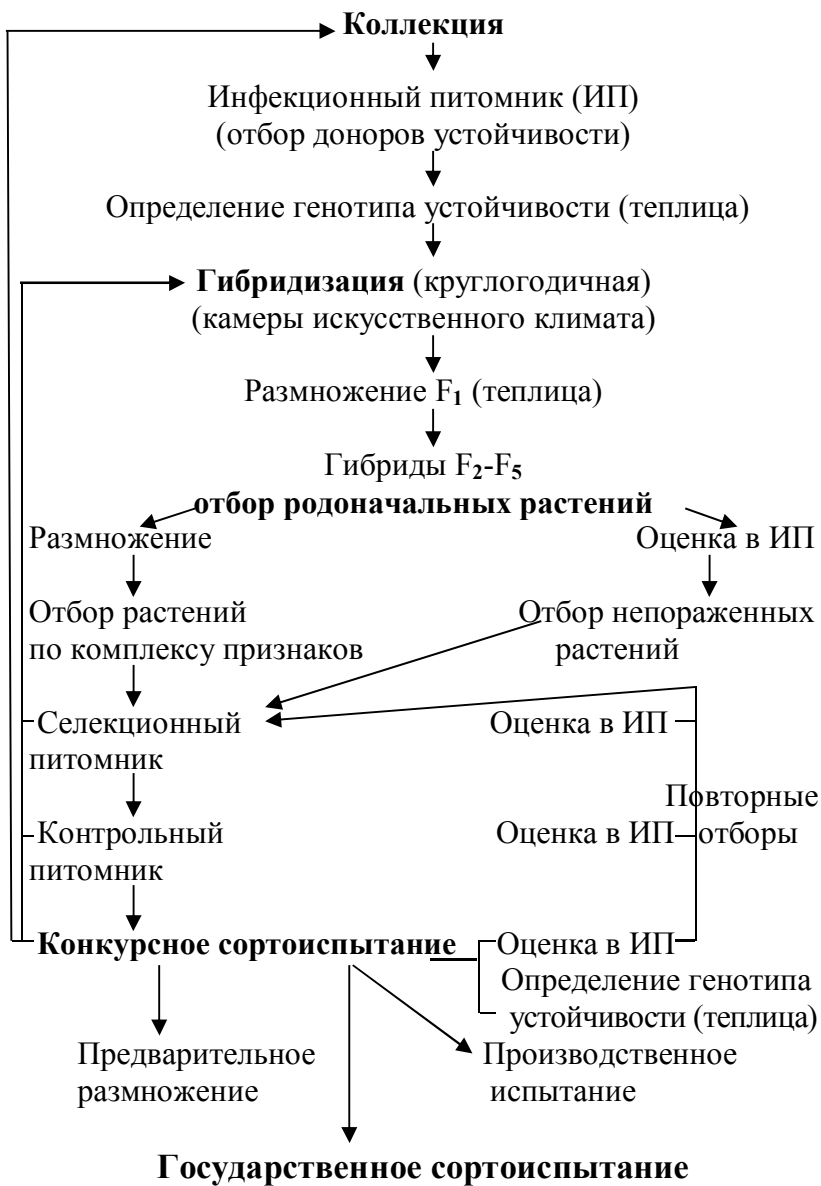 Коллекция
Инфекционный питомник (ИП)
(отбор доноров устойчивости)
Определение генотипа устойчивости (теплица)
Гибридизация (круглогодичная)
(камеры искусственного климата)
Размножение F₁ (теплица)
Гибриды F₂-F₅
отбор родоначальных растений
Размножение
Оценка в ИП
Отбор растений
по комплексу признаков
Отбор непораженных
растений
Селекционный
питомник
Оценка в ИП
Повторные
отборы
Контрольный
питомник
Оценка в ИП
Конкурсное сортоиспытание
Оценка в ИП
Определение генотипа
устойчивости (теплица)
Предварительное
размножение
Производственное
испытание
Государственное сортоиспытание